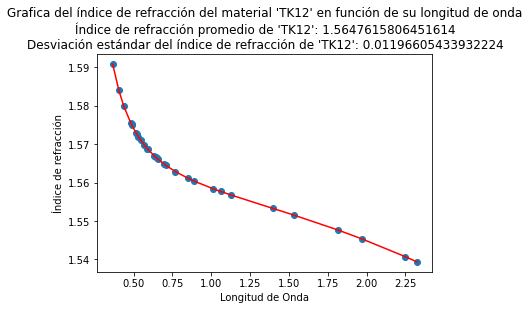 Grafica del índice de refracción del material 'TK12' en función de su longitud de onda
Índice de refracción promedio de 'TK12': 1.5647615806451614
Desviación estándar del índice de refracción de 'TK12': 0.01196605433932224
1.59
1.58
1.57
1.56
1.55
1.54
Índice de refracción
0.50 0.75 1.00 1.25 1.50 1.75 2.00 2.25
Longitud de Onda